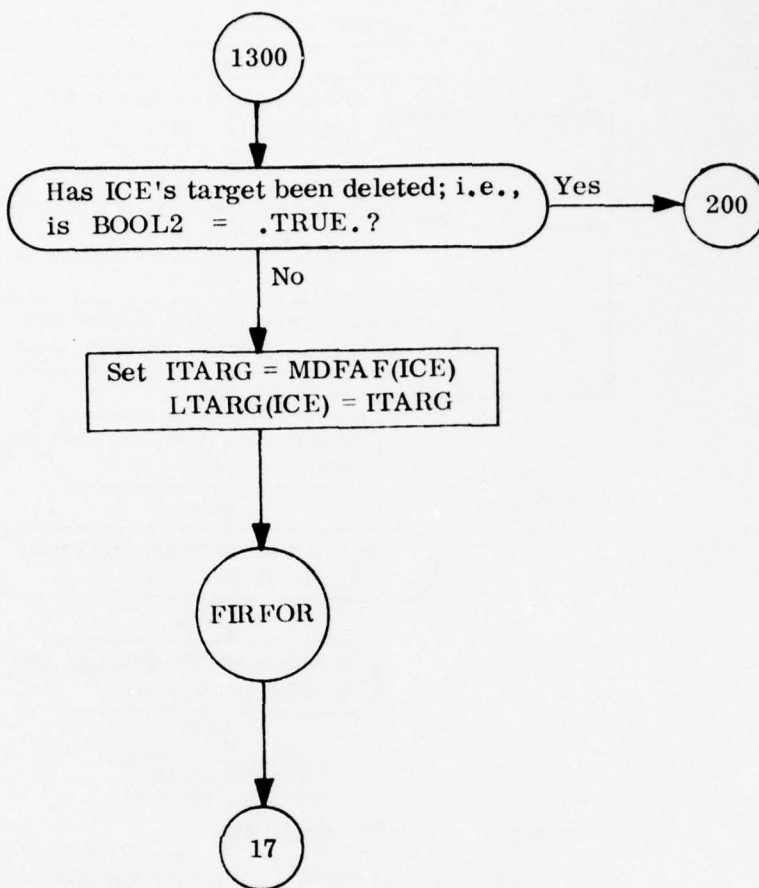 1300
Has ICE's target been deleted; i.e.,
is BOOL2 = .TRUE.?
Yes
200
No
Set ITARG = MDFAF(ICE)
LTARG(ICE) = ITARG
FIRFOR
17